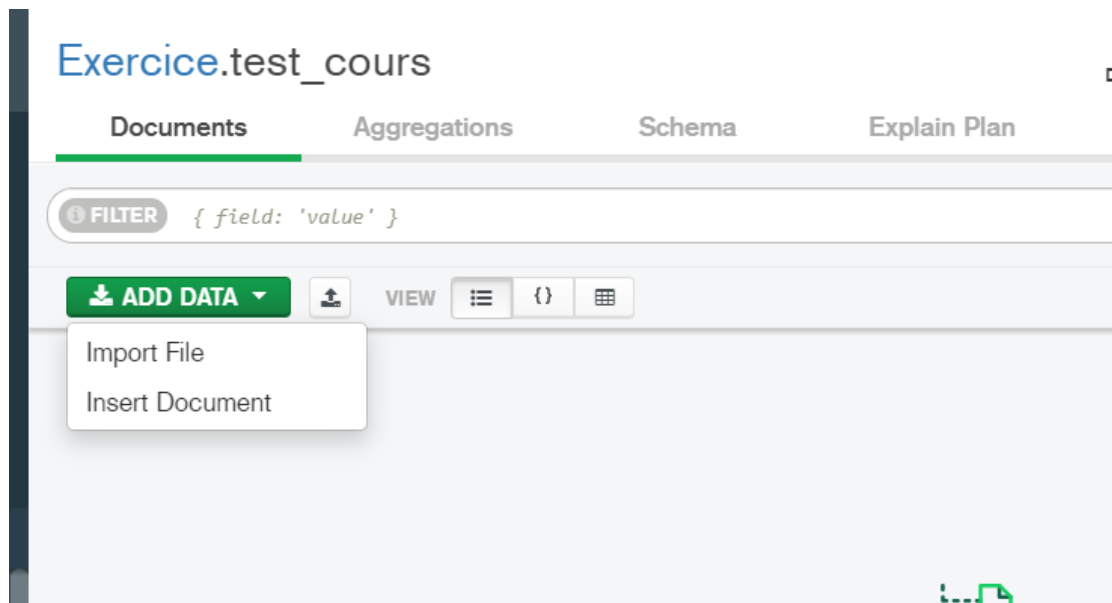 Exercice.test_cours
Documents Aggregations Schema Explain Plan
FILTER { field: 'value' }
ADD DATA VIEW {}
Import File
Insert Document